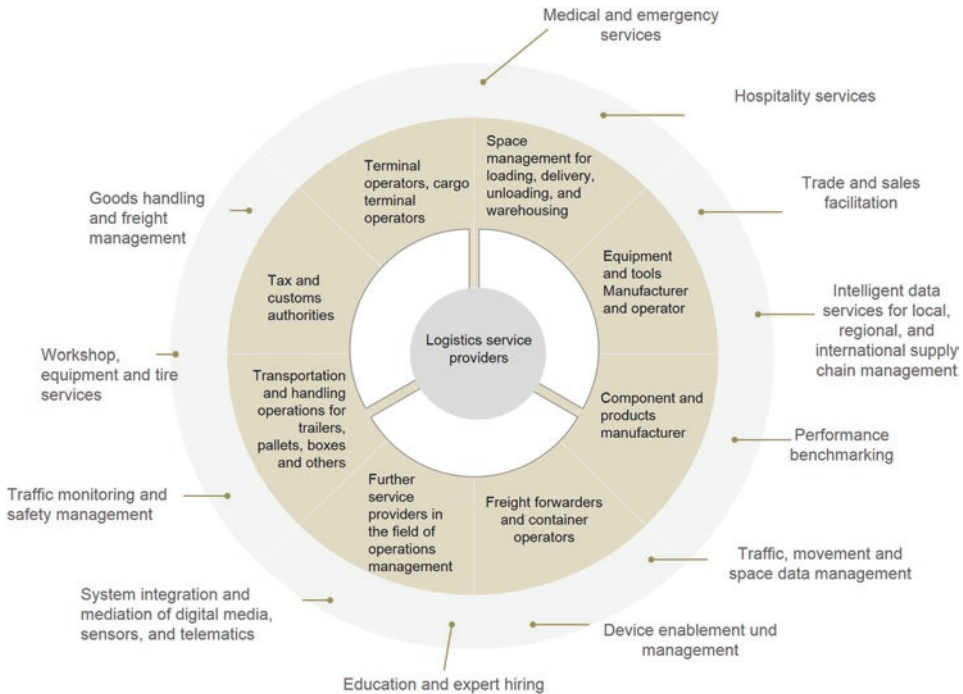 Medical and emergency
services
Hospitality services
Trade and sales
facilitation
Intelligent data
services for local,
regional, and
international supply
chain management
Performance
benchmarking
Traffic, movement and
space data management
Device enablement und
management
Education and expert hiring
System integration and
mediation of digital media,
sensors, and telematics
Traffic monitoring and
safety management
Workshop,
equipment and tire
services
Goods handling
and freight
management
Terminal
operators, cargo
terminal
operators
Space
management for
loading, delivery,
unloading, and
warehousing
Equipment
and tools
Manufacturer
and operator
Component and
products
manufacturer
Freight forwarders
and container
operators
Further
service
providers in
the field of
operations
management
Transportation
and handling
operations for
trailers,
pallets, boxes
and others
Tax and
customs
authorities
Logistics service
providers